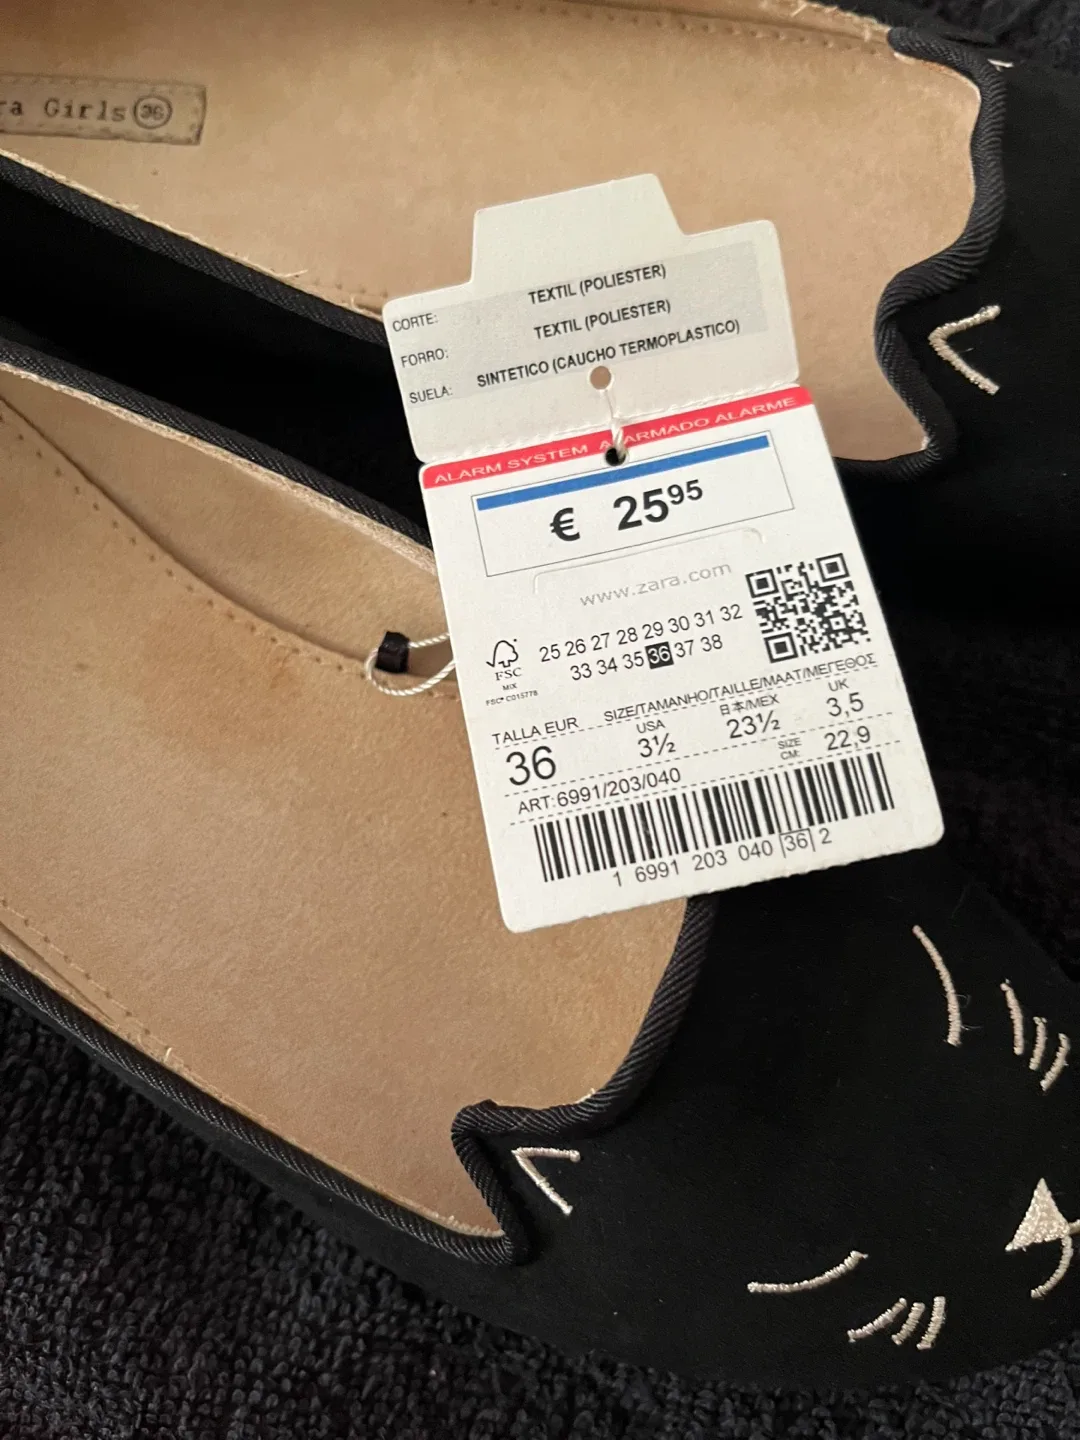 ra Girls 36
CORTE: TEXTIL (POLIESTER)
FORRO: TEXTIL (POLIESTER)
SUELA: SINTETICO (CAUCHO TERMOPLASTICO)
ALARM SYSTEM ALARMADO ALARME
€ 25⁹⁵
www.zara.com
FSC
MIX
FSC® C015778
25 26 27 28 29 30 31 32
33 34 35 36 37 38
TALLA EUR SIZE/TAMANHO/TAILLE/MAAT/ΜΕΓΕΘΟΣ
USA 日本/MEX UK
36 3½ 23½ 3,5
SIZE CM: 22,9
ART:6991/203/040
1 6991 203 040 36 2